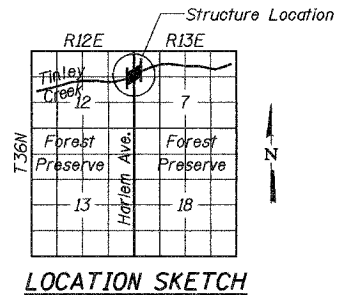 Structure Location
R12E R13E
Tinley
Creek
12 7
T36N
Forest Forest
Preserve Preserve
Harlem Ave.
N
13 18
LOCATION SKETCH